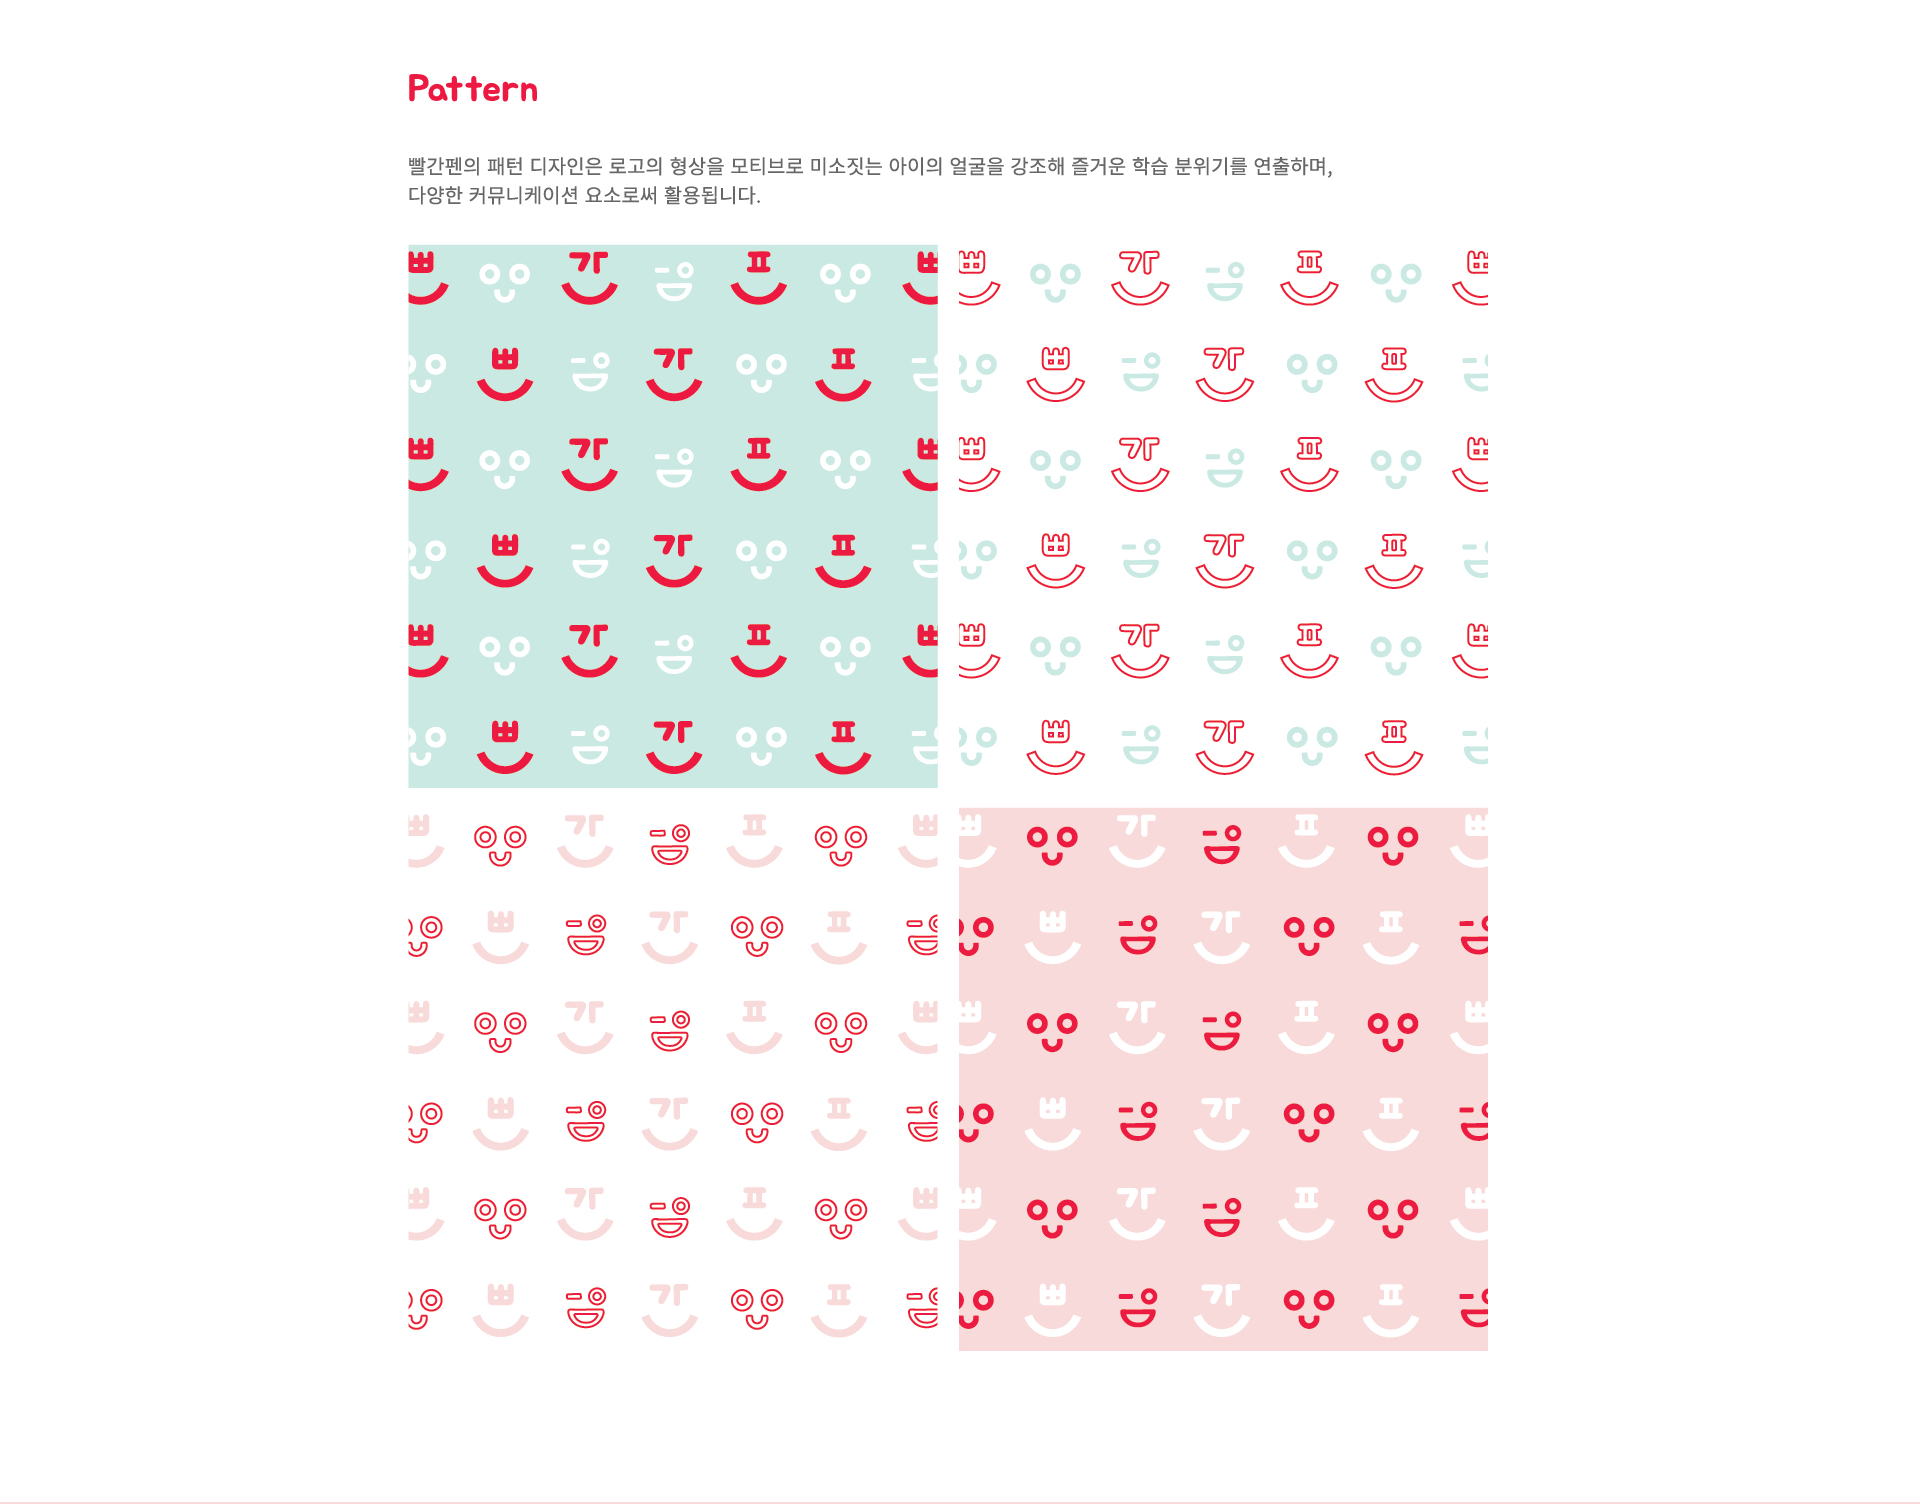 Pattern
빨간펜의 패턴 디자인은 로고의 형상을 모티브로 미소짓는 아이의 얼굴을 강조해 즐거운 학습 분위기를 연출하며,
다양한 커뮤니케이션 요소로써 활용됩니다.